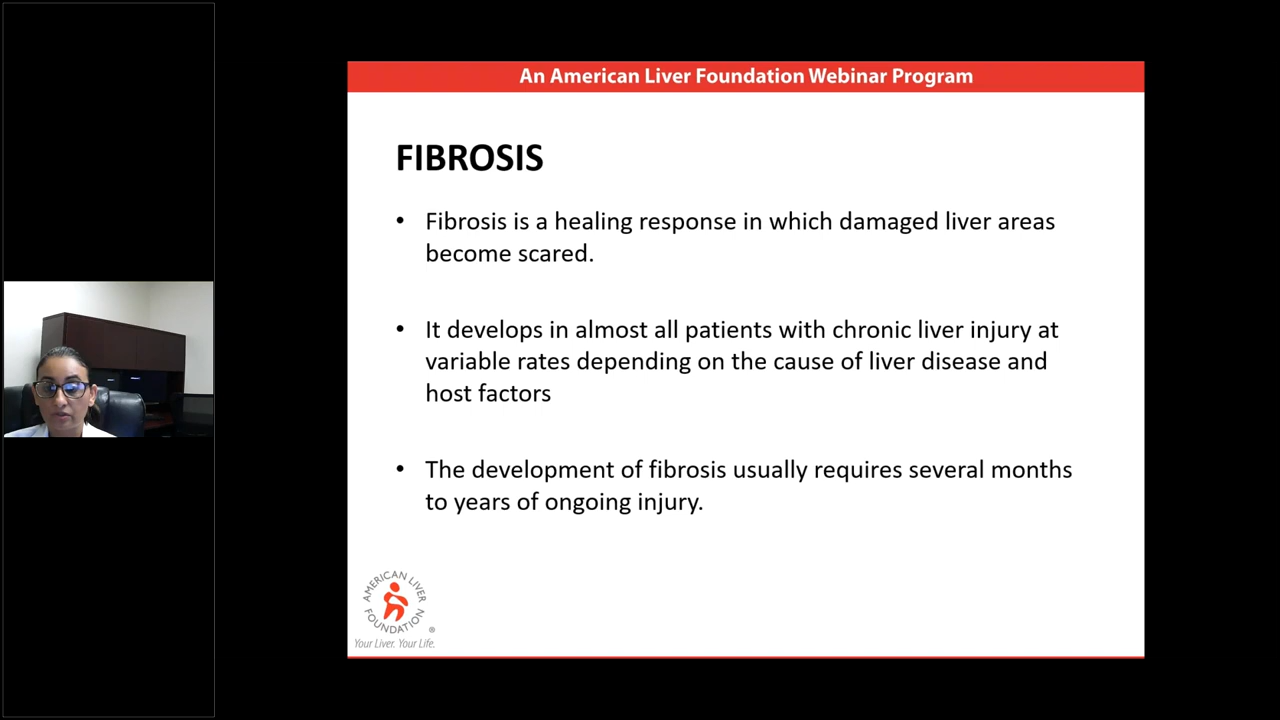 An American Liver Foundation Webinar Program
FIBROSIS
• Fibrosis is a healing response in which damaged liver areas
become scared.
• It develops in almost all patients with chronic liver injury at
variable rates depending on the cause of liver disease and
host factors
• The development of fibrosis usually requires several months
to years of ongoing injury.
AMERICAN LIVER
FOUNDATION
®
Your Liver. Your Life.